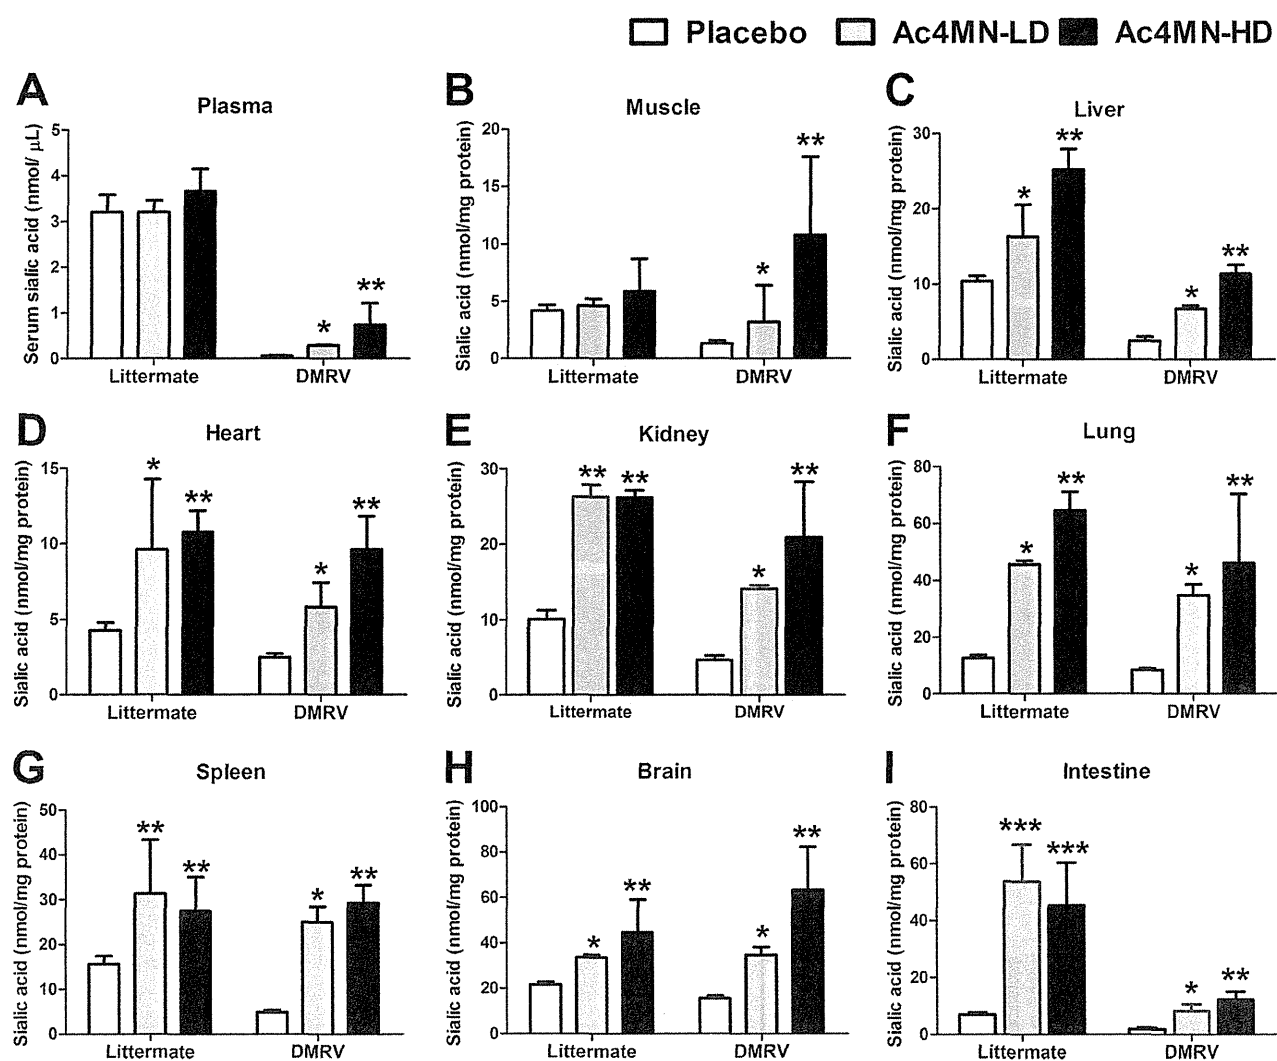 Placebo Ac4MN-LD Ac4MN-HD
A Plasma
Serum sialic acid (nmol/ μL)
5
4
3
2
1
0
* **
Littermate DMRV
B Muscle
Sialic acid (nmol/mg protein)
20
15
10
5
0
* **
Littermate DMRV
C Liver
Sialic acid (nmol/mg protein)
30
20
10
0
* ** * **
Littermate DMRV
D Heart
Sialic acid (nmol/mg protein)
15
10
5
0
* ** * **
Littermate DMRV
E Kidney
Sialic acid (nmol/mg protein)
30
20
10
0
** ** * **
Littermate DMRV
F Lung
Sialic acid (nmol/mg protein)
80
60
40
20
0
* ** * **
Littermate DMRV
G Spleen
Sialic acid (nmol/mg protein)
50
40
30
20
10
0
** ** * **
Littermate DMRV
H Brain
Sialic acid (nmol/mg protein)
100
80
60
40
20
0
* ** * **
Littermate DMRV
I Intestine
Sialic acid (nmol/mg protein)
80
60
40
20
0
*** *** * **
Littermate DMRV